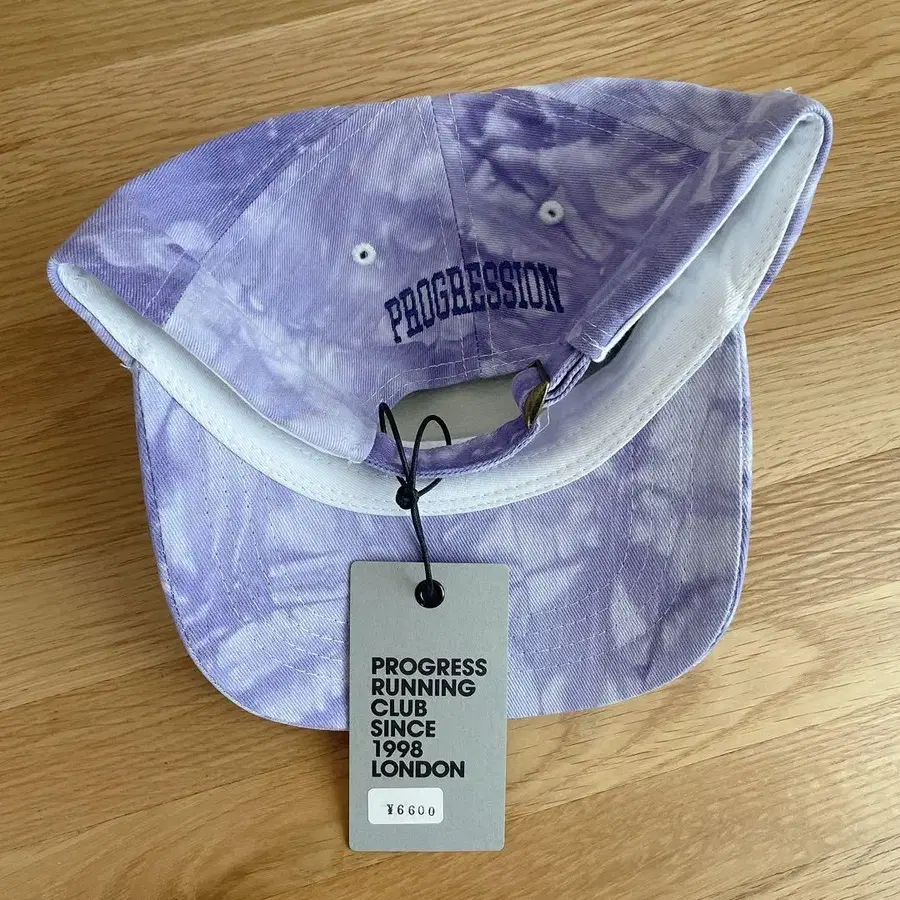 PROGRESSION
PROGRESS
RUNNING
CLUB
SINCE
1998
LONDON
¥6600